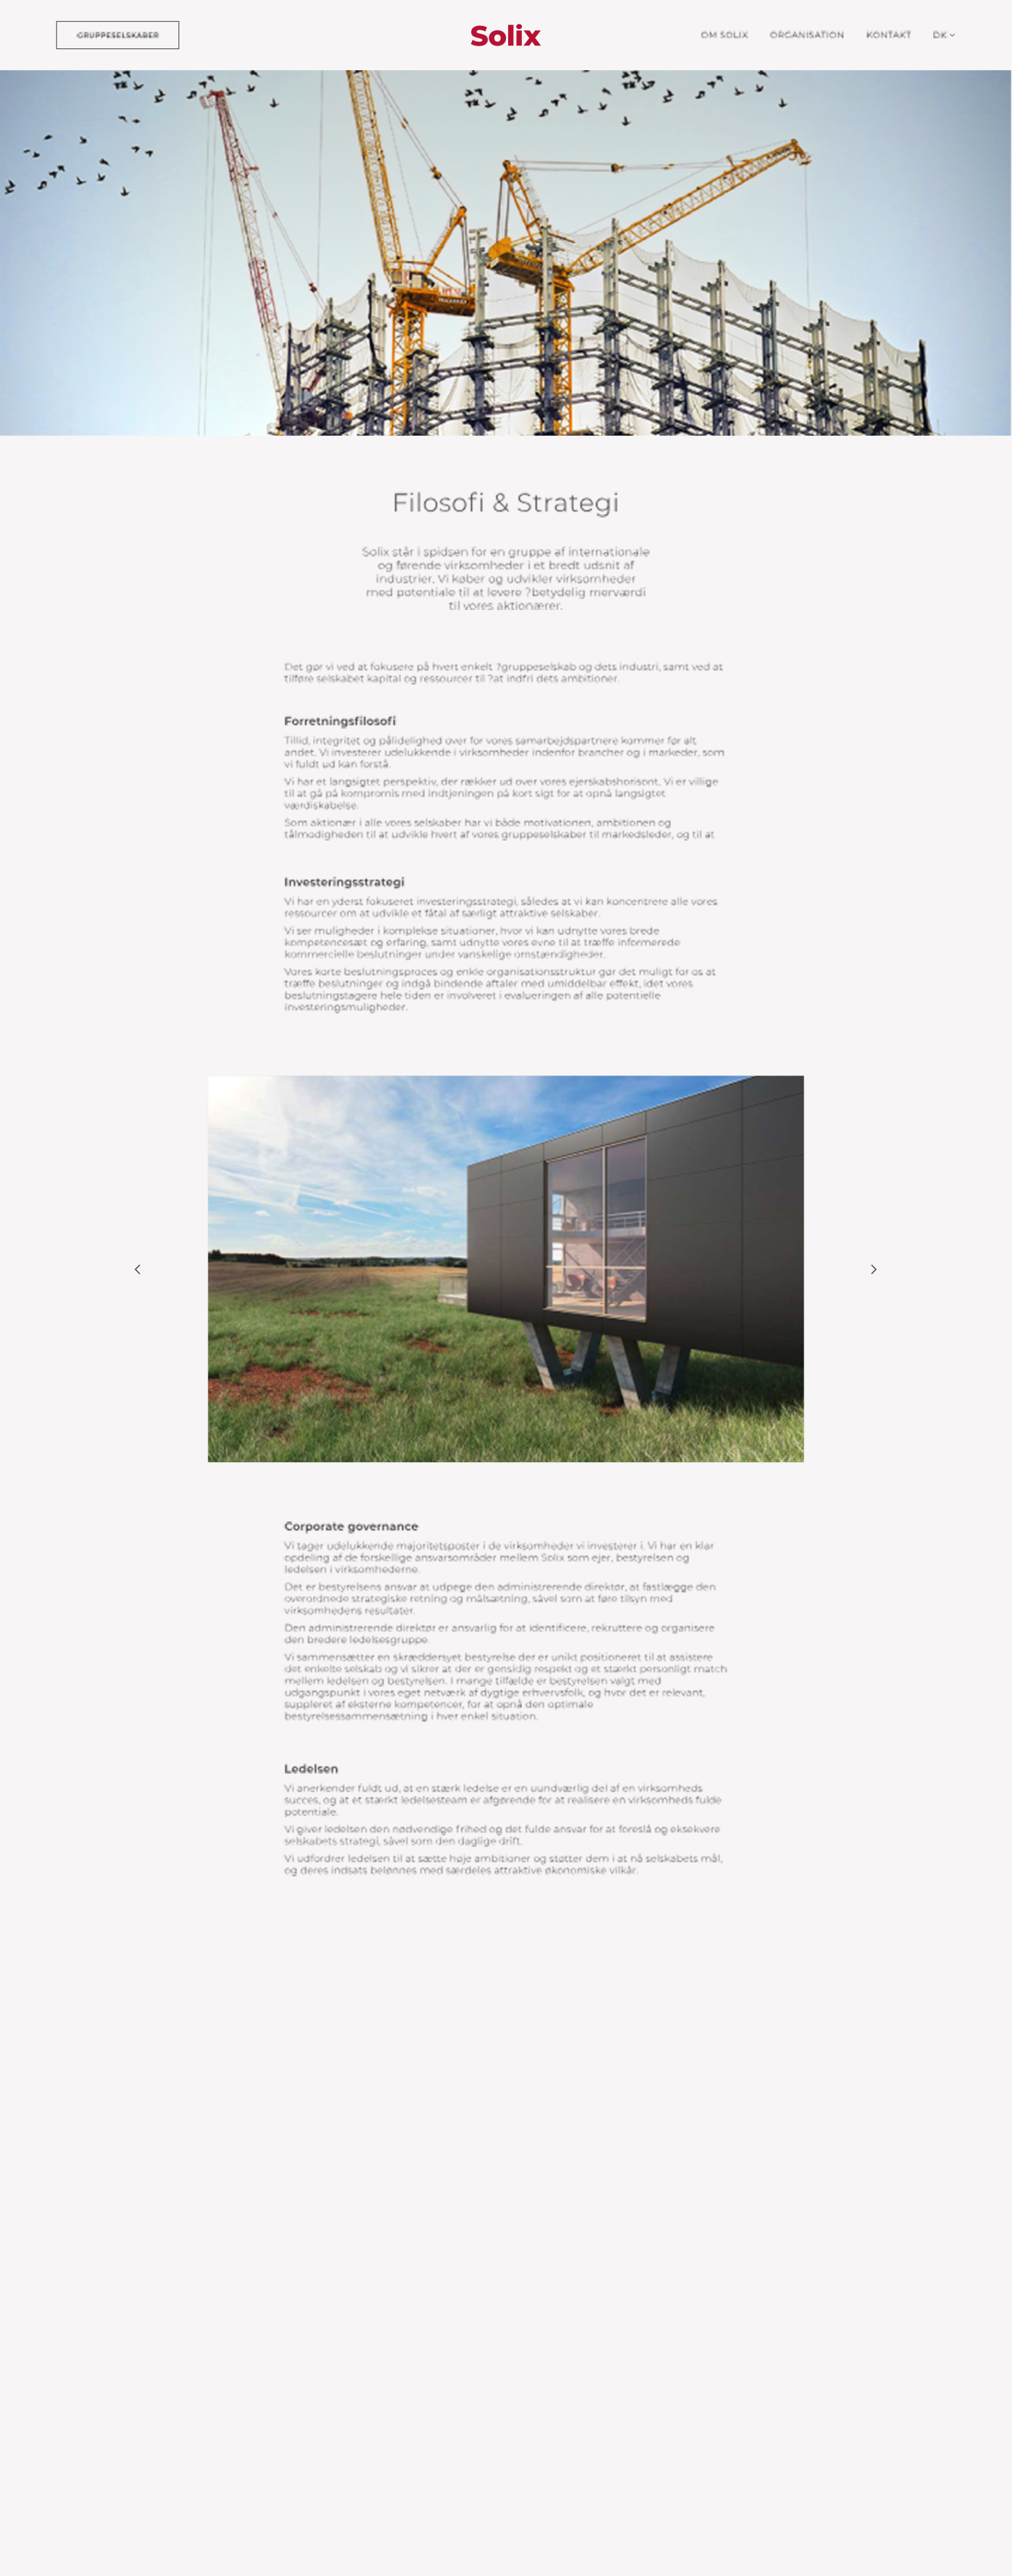 GRUPPESELSKABER
Solix
OM SOLIX
ORGANISATION
KONTAKT
DK
Filosofi & Strategi
Solix står i spidsen for en gruppe af internationale
og førende virksomheder i et bredt udsnit af
industrier. Vi køber og udvikler virksomheder
med potentiale til at levere ?betydelig merværdi
til vores aktionærer.
Det gør vi ved at fokusere på hvert enkelt ?gruppeselskab og dets industri, samt ved at
tilføre selskabet kapital og ressourcer til ?at indfri dets ambitioner.
Forretningsfilosofi
Tillid, integritet og pålidelighed over for vores samarbejdspartnere kommer før alt
andet. Vi investerer udelukkende i virksomheder indenfor brancher og i markeder, som
vi fuldt ud kan forstå.
Vi har et langsigtet perspektiv, der rækker ud over vores ejerskabshorisont. Vi er villige
til at gå på kompromis med indtjeningen på kort sigt for at opnå langsigtet
værdiskabelse.
Som aktionær i alle vores selskaber har vi både motivationen, ambitionen og
tålmodigheden til at udvikle hvert af vores gruppeselskaber til markedsleder, og til at
Investeringsstrategi
Vi har en yderst fokuseret investeringsstrategi, således at vi kan koncentrere alle vores
ressourcer om at udvikle et fåtal af særligt attraktive selskaber.
Vi ser muligheder i komplekse situationer, hvor vi kan udnytte vores brede
kompetencesæt og erfaring, samt udnytte vores evne til at træffe informerede
kommercielle beslutninger under vanskelige omstændigheder.
Vores korte beslutningsproces og enkle organisationsstruktur gør det muligt for os at
træffe beslutninger og indgå bindende aftaler med umiddelbar effekt, idet vores
beslutningstagere hele tiden er involveret i evalueringen af alle potentielle
investeringsmuligheder.
Corporate governance
Vi tager udelukkende majoritetsposter i de virksomheder vi investerer i. Vi har en klar
opdeling af de forskellige ansvarsområder mellem Solix som ejer, bestyrelsen og
ledelsen i virksomhederne.
Det er bestyrelsens ansvar at udpege den administrerende direktør, at fastlægge den
overordnede strategiske retning og målsætning, såvel som at føre tilsyn med
virksomhedens resultater.
Den administrerende direktør er ansvarlig for at identificere, rekruttere og organisere
den bredere ledelsesgruppe.
Vi sammensætter en skræddersyet bestyrelse der er unikt positioneret til at assistere
det enkelte selskab og vi sikrer at der er gensidig respekt og et stærkt personligt match
mellem ledelsen og bestyrelsen. I mange tilfælde er bestyrelsen valgt med
udgangspunkt i vores eget netværk af dygtige erhvervsfolk, og hvor det er relevant,
suppleret af eksterne kompetencer, for at opnå den optimale
bestyrelsessammensætning i hver enkel situation.
Ledelsen
Vi anerkender fuldt ud, at en stærk ledelse er en uundværlig del af en virksomheds
succes, og at et stærkt ledelsesteam er afgørende for at realisere en virksomheds fulde
potentiale.
Vi giver ledelsen den nødvendige frihed og det fulde ansvar for at foreslå og eksekvere
selskabets strategi, såvel som den daglige drift.
Vi udfordrer ledelsen til at sætte høje ambitioner og støtter dem i at nå selskabets mål,
og deres indsats belønnes med særdeles attraktive økonomiske vilkår.